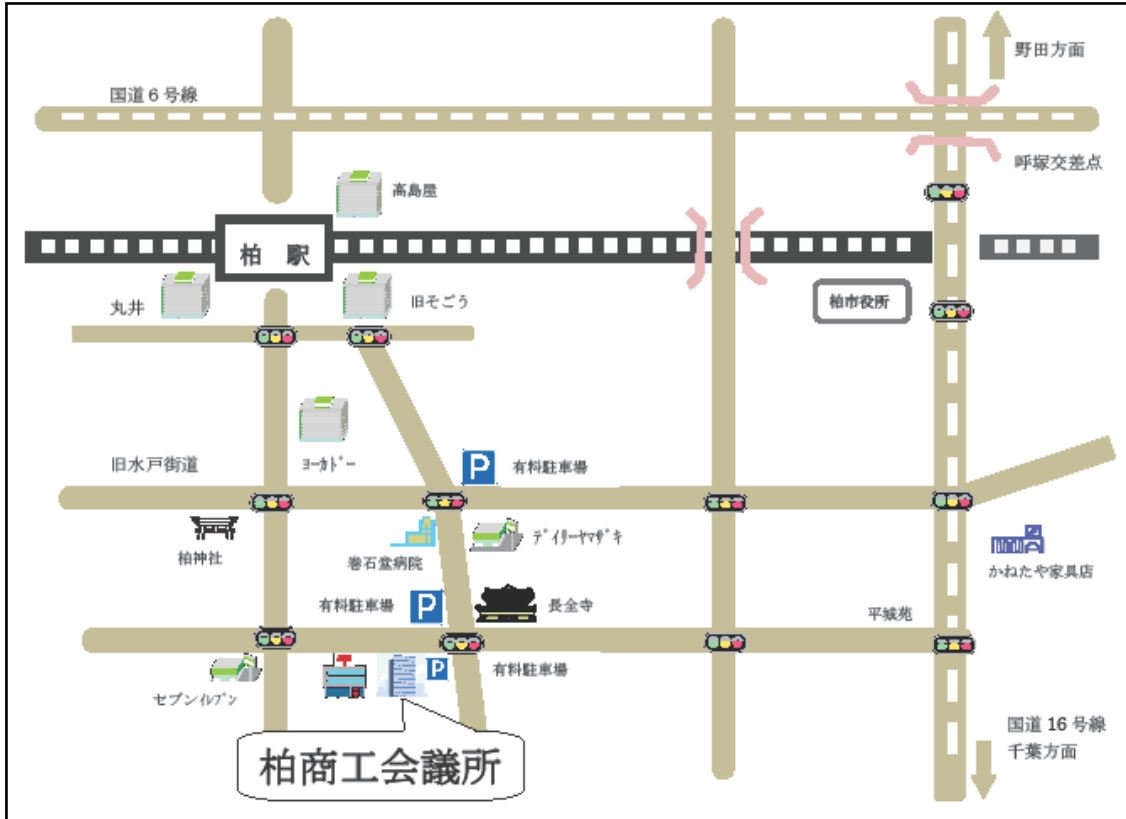 野田方面
国道6号線
呼塚交差点
高島屋
柏 駅
丸井
旧そごう
柏市役所
旧水戸街道
ﾖｰｶﾄﾞｰ
P
有料駐車場
柏神社
巻石堂病院
ﾃﾞｲﾘｰﾔﾏｻﾞｷ
かねたや家具店
有料駐車場
P
長全寺
平城苑
セブンｲﾚﾌﾞﾝ
P
有料駐車場
国道 16 号線
千葉方面
柏商工会議所